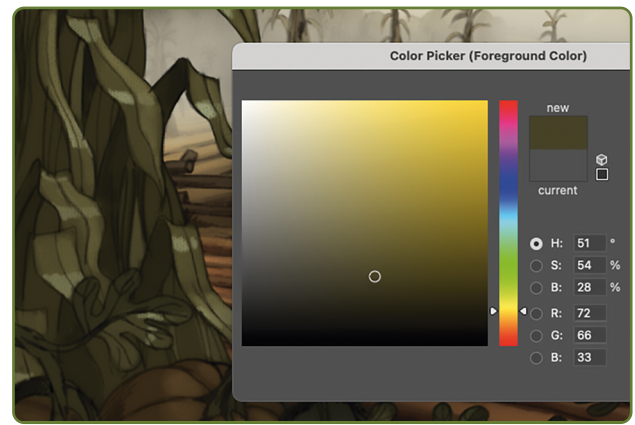 Color Picker (Foreground Color)
new
current
H: 51 °
S: 54 %
B: 28 %
R: 72
G: 66
B: 33